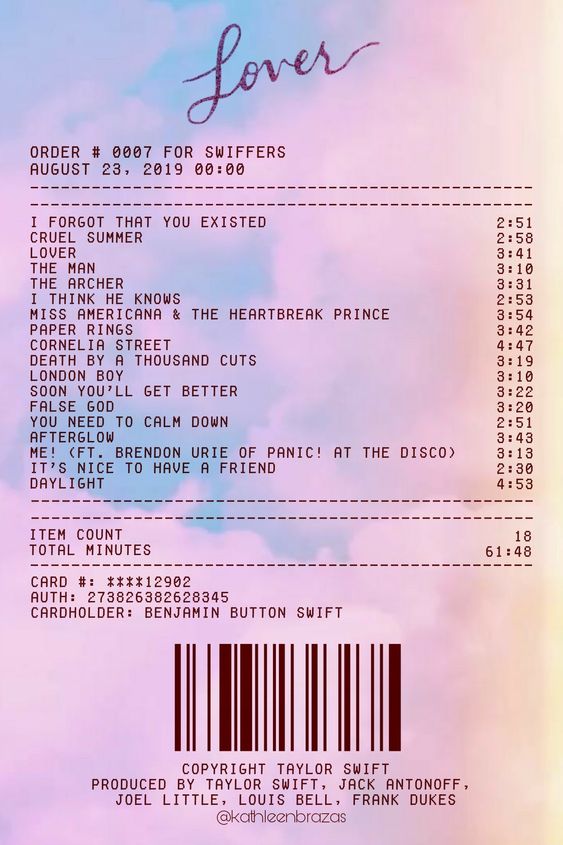 Lover
ORDER # 0007 FOR SWIFFERS
AUGUST 23, 2019 00:00
I FORGOT THAT YOU EXISTED 2:51
CRUEL SUMMER 2:58
LOVER 3:41
THE MAN 3:10
THE ARCHER 3:31
I THINK HE KNOWS 2:53
MISS AMERICANA & THE HEARTBREAK PRINCE 3:54
PAPER RINGS 3:42
CORNELIA STREET 4:47
DEATH BY A THOUSAND CUTS 3:19
LONDON BOY 3:10
SOON YOU'LL GET BETTER 3:22
FALSE GOD 3:20
YOU NEED TO CALM DOWN 2:51
AFTERGLOW 3:43
ME! (FT. BRENDON URIE OF PANIC! AT THE DISCO) 3:13
IT'S NICE TO HAVE A FRIEND 2:30
DAYLIGHT 4:53
ITEM COUNT 18
TOTAL MINUTES 61:48
CARD #: ****12902
AUTH: 273826382628345
CARDHOLDER: BENJAMIN BUTTON SWIFT
COPYRIGHT TAYLOR SWIFT
PRODUCED BY TAYLOR SWIFT, JACK ANTONOFF,
JOEL LITTLE, LOUIS BELL, FRANK DUKES
@kathleenbrazas